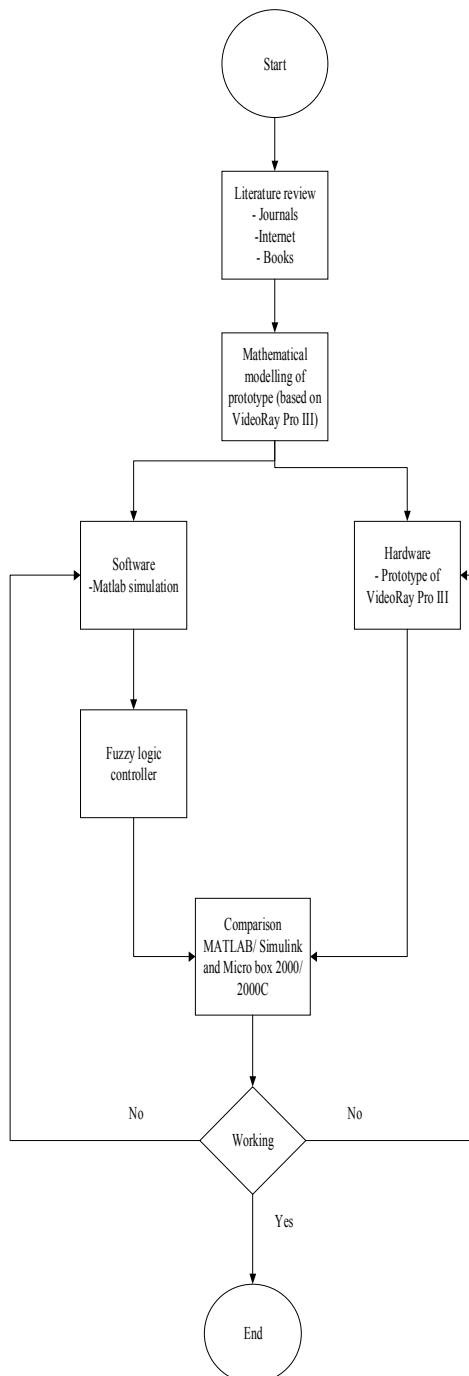 Start
Literature review
- Journals
-Internet
- Books
Mathematical
modelling of
prototype (based on
VideoRay Pro III)
Software
-Matlab simulation
Hardware
- Prototype of
VideoRay Pro III
Fuzzy logic
controller
Comparison
MATLAB/ Simulink
and Micro box 2000/
2000C
No
Working
No
Yes
End